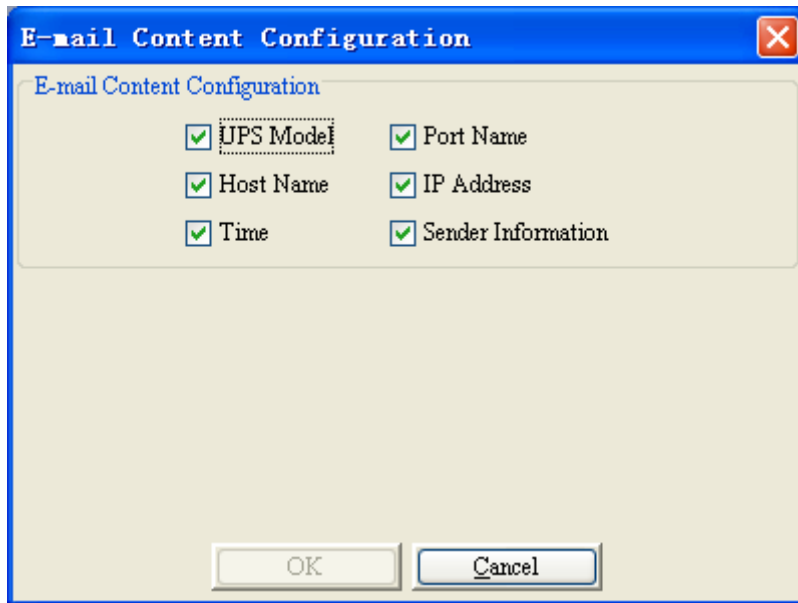 E-mail Content Configuration
E-mail Content Configuration
UPS Model Port Name
Host Name IP Address
Time Sender Information
OK Cancel